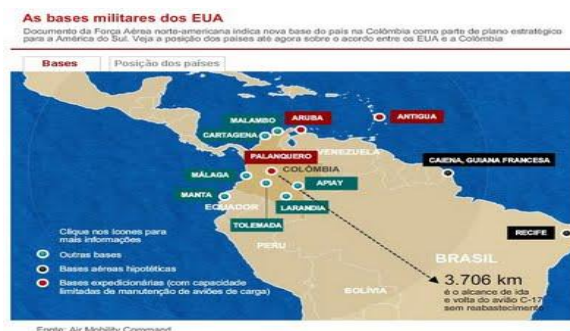 As bases militares dos EUA
Documento da Força Aérea norte-americana indica nova base do país na Colômbia como parte de plano estratégico
para a América do Sul. Veja a posição dos países até agora sobre o acordo entre os EUA e a Colômbia
Bases
Posição dos países
MALAMBO
ARUBA
ANTIGUA
CARTAGENA
VENEZUELA
PALANQUERO
CAIENA, GUIANA FRANCESA
COLÔMBIA
MÁLAGA
APIAY
MANTA
EQUADOR
LARANDIA
TOLEMADA
RECIFE
PERU
BRASIL
BOLÍVIA
Clique nos ícones para
mais informações
Outras bases
Bases aéreas hipotéticas
Bases expedicionárias (com capacidade
limitadas de manutenção de aviões de carga)
3.706 km
é o alcance de ida
e volta do avião C-17
sem reabastecimento
Fonte: Air Mobility Command